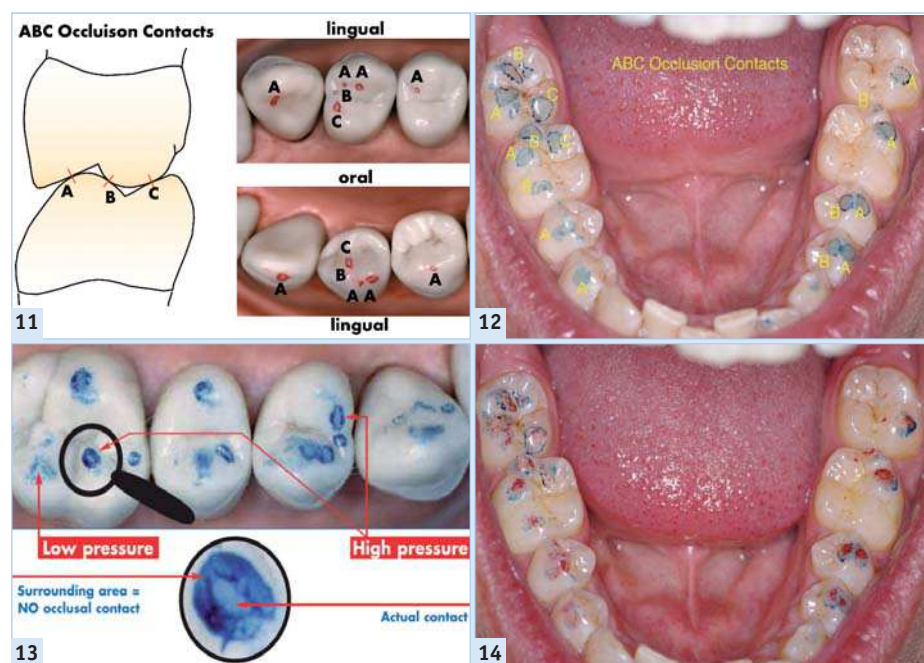 ABC Occluison Contacts
A
B
C
lingual
A
A A
B
C
A
oral
C
B
A
A A
A
lingual
11
ABC Occlusion Contacts
B
A
C
A
B
C
B
A
A
A
B
A
B
A
B
A
12
Low pressure
High pressure
Surrounding area =
NO occlusal contact
Actual contact
13
14